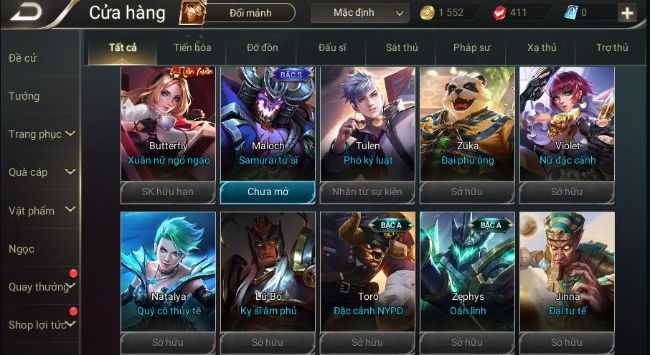 Cửa hàng
Đổi mảnh
Mặc định
1 552
411
0
Tất cả
Tiến hóa
Đỡ đòn
Đấu sĩ
Sát thủ
Pháp sư
Xạ thủ
Trợ thủ
Đề cử
Tướng
Trang phục
Quà cáp
Vật phẩm
Ngọc
Quay thưởng
Shop lợi tức
Tân Xuân
Butterfly
Xuân nữ ngổ ngáo
SK hữu hạn
BẬC S
Maloch
Samurai tử sĩ
Chưa mở
Tulen
Phó kỷ luật
Nhận từ sự kiện
Zuka
Đại phú ông
Sở hữu
Violet
Nữ đặc cảnh
Sở hữu
Natalya
Quý cô thủy tề
Sở hữu
Lữ Bố
Kỵ sĩ âm phủ
Sở hữu
BẬC A
Toro
Đặc cảnh NYPD
Sở hữu
BẬC A
Zephys
Oán linh
Sở hữu
Jinna
Đại tư tế
Sở hữu